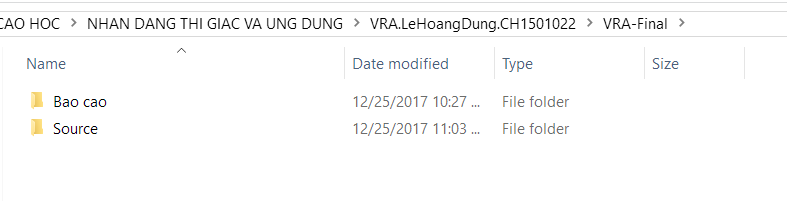 CAO HOC > NHAN DANG THI GIAC VA UNG DUNG > VRA.LeHoangDung.CH1501022 > VRA-Final >
Name Date modified Type Size
Bao cao 12/25/2017 10:27 ... File folder
Source 12/25/2017 11:03 ... File folder